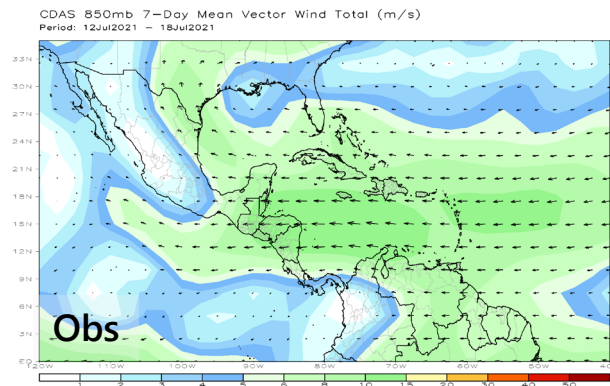 CDAS 850mb 7-Day Mean Vector Wind Total (m/s)
Period: 12Jul2021 - 18Jul2021
33N
30N
27N
24N
21N
18N
15N
12N
9N
6N
3N
EQ
Obs
120W 110W 100W 90W 80W 70W 60W 50W 40
1 2 3 4 5 6 8 10 15 20 30 40 50